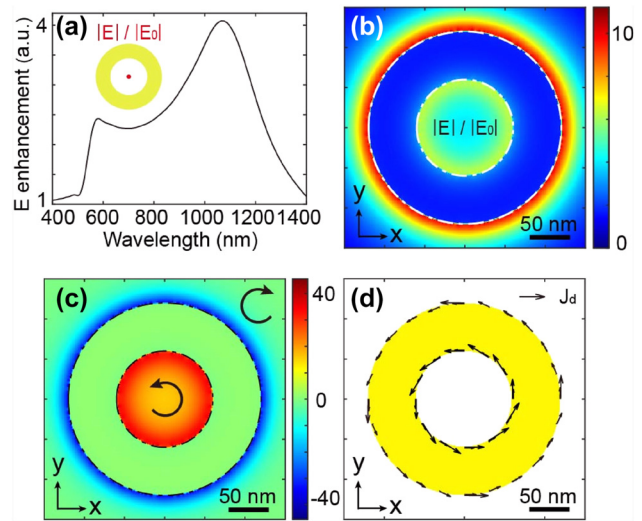 (a)
|E| / |E₀|
E enhancement (a.u.)
4
1
400 600 800 1000 1200 1400
Wavelength (nm)
(b)
|E| / |E₀|
y
x
50 nm
10
0
(c)
y
x
50 nm
40
0
-40
(d)
J_d
y
x
50 nm